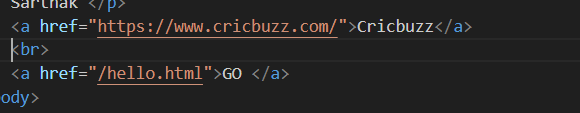 Sarthak </p>
<a href="https://www.cricbuzz.com/">Cricbuzz</a>
<br>
<a href="/hello.html">GO </a>
ody>